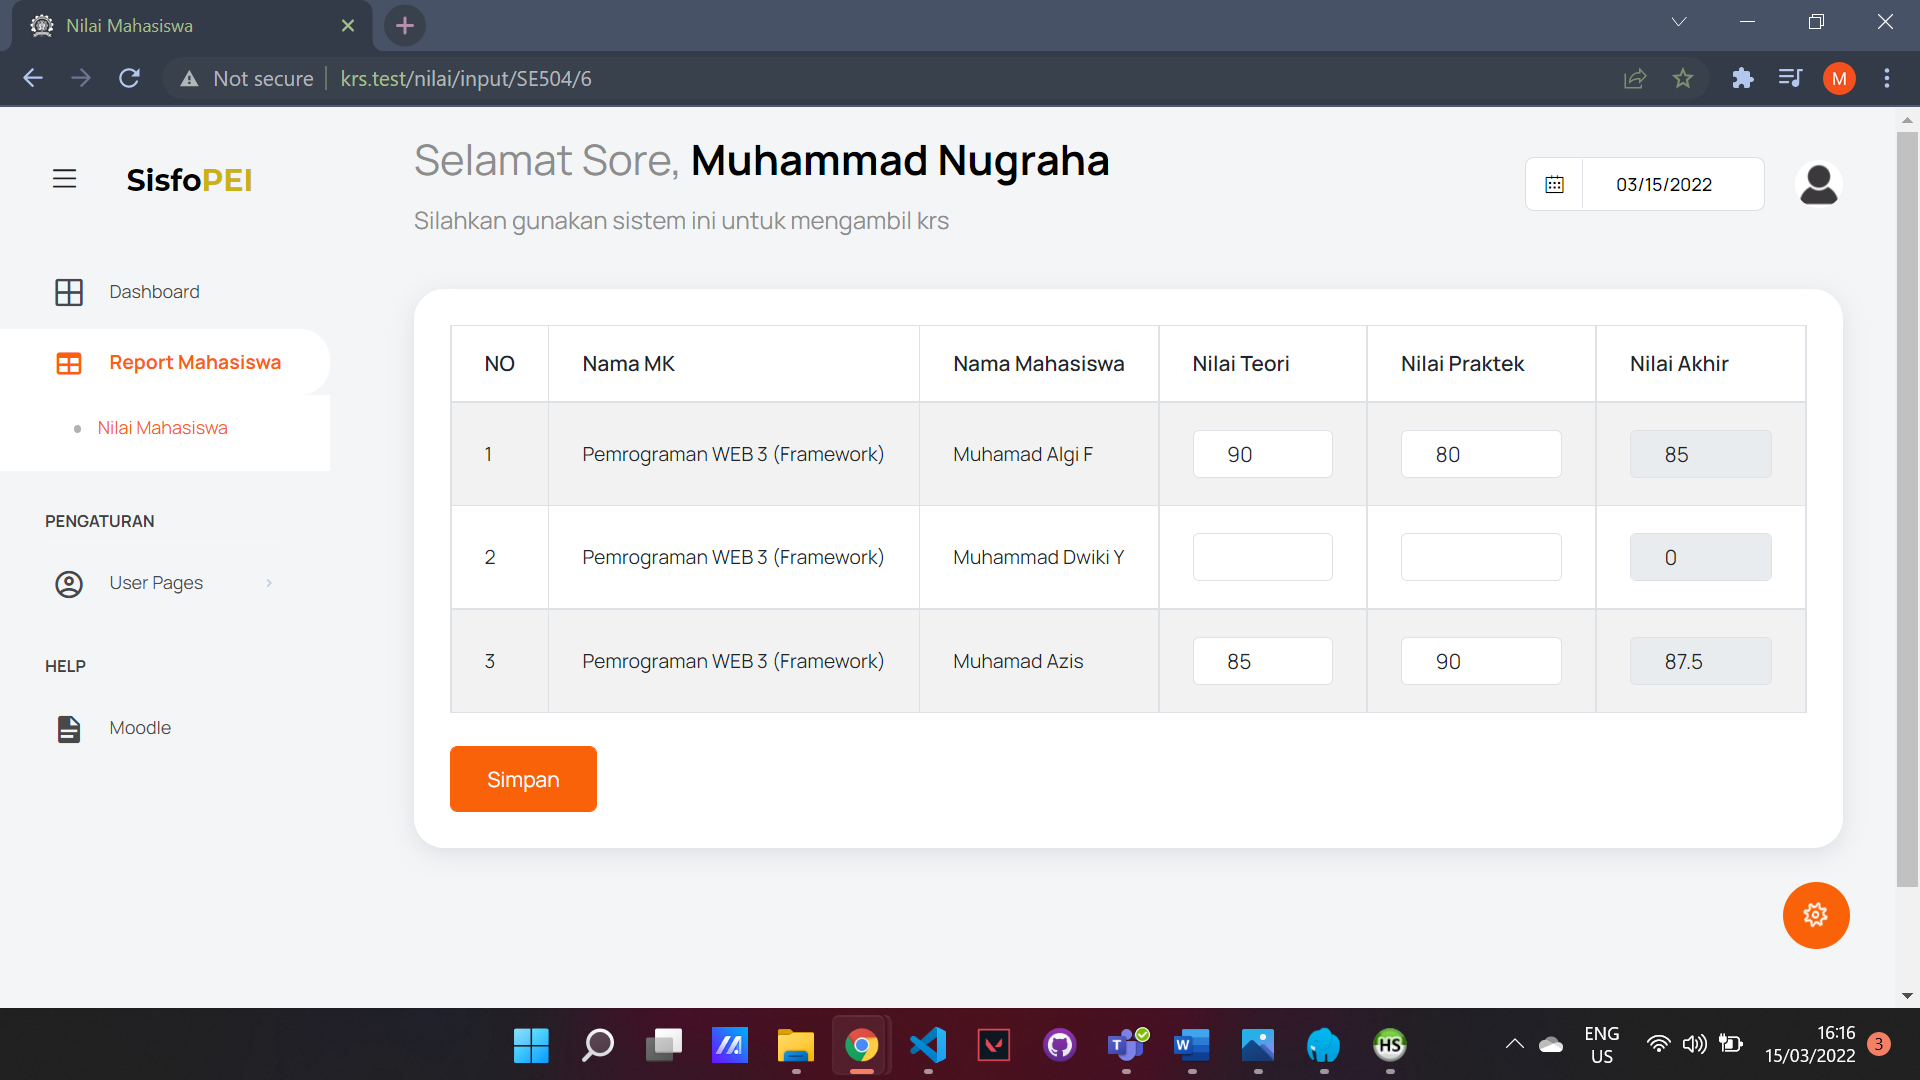 Nilai Mahasiswa
Not secure
krs.test/nilai/input/SE504/6
M
SisfoPEI
Selamat Sore, Muhammad Nugraha
Silahkan gunakan sistem ini untuk mengambil krs
03/15/2022
Dashboard
Report Mahasiswa
Nilai Mahasiswa
PENGATURAN
User Pages
HELP
Moodle
NO Nama MK Nama Mahasiswa Nilai Teori Nilai Praktek Nilai Akhir
1 Pemrograman WEB 3 (Framework) Muhamad Algi F 90 80 85
2 Pemrograman WEB 3 (Framework) Muhammad Dwiki Y 0
3 Pemrograman WEB 3 (Framework) Muhamad Azis 85 90 87.5
Simpan
T
W
HS
ENG
US
16:16
15/03/2022
3